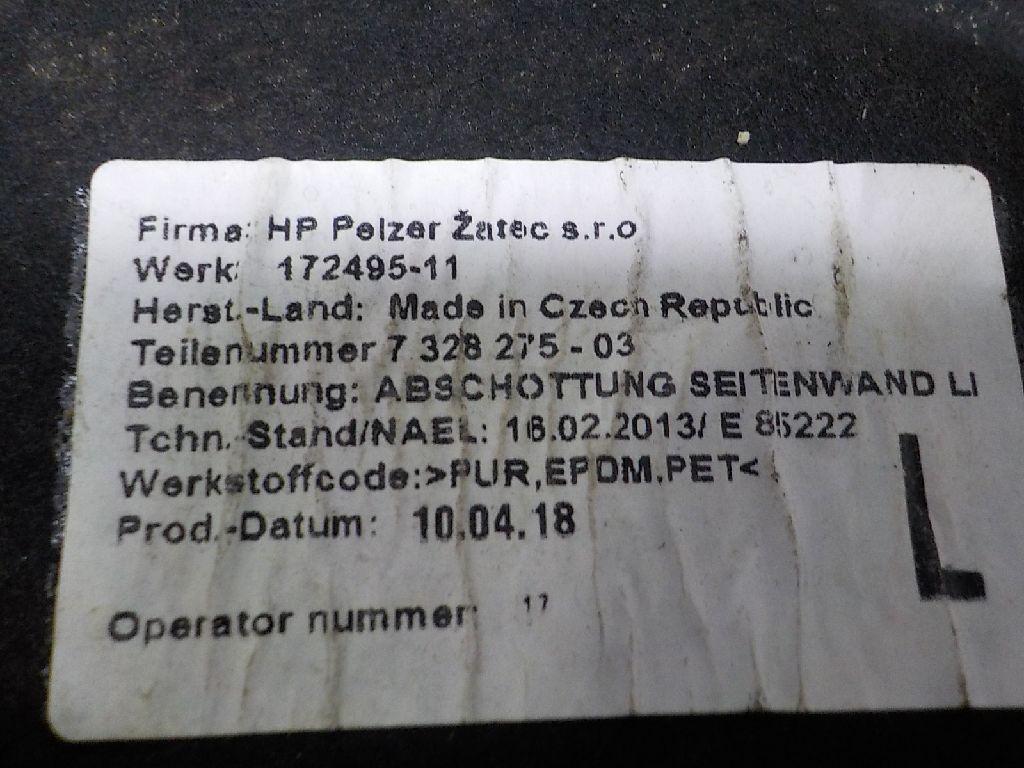 Firma: HP Pelzer Žatec s.r.o
Werk: 172495-11
Herst.-Land: Made in Czech Republic
Teilenummer 7 328 275 - 03
Benennung: ABSCHOTTUNG SEITENWAND LI
Tchn.-Stand/NAEL: 18.02.2013/ E 85222
Werkstoffcode:>PUR,EPDM,PET<
Prod.-Datum: 10.04.18
L
Operator nummer: 17